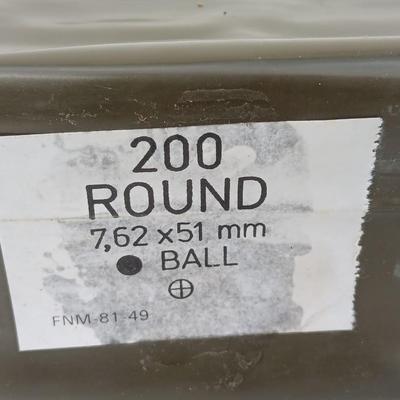 200
ROUND
7,62 x 51 mm
● BALL
⊕
FNM-81-49